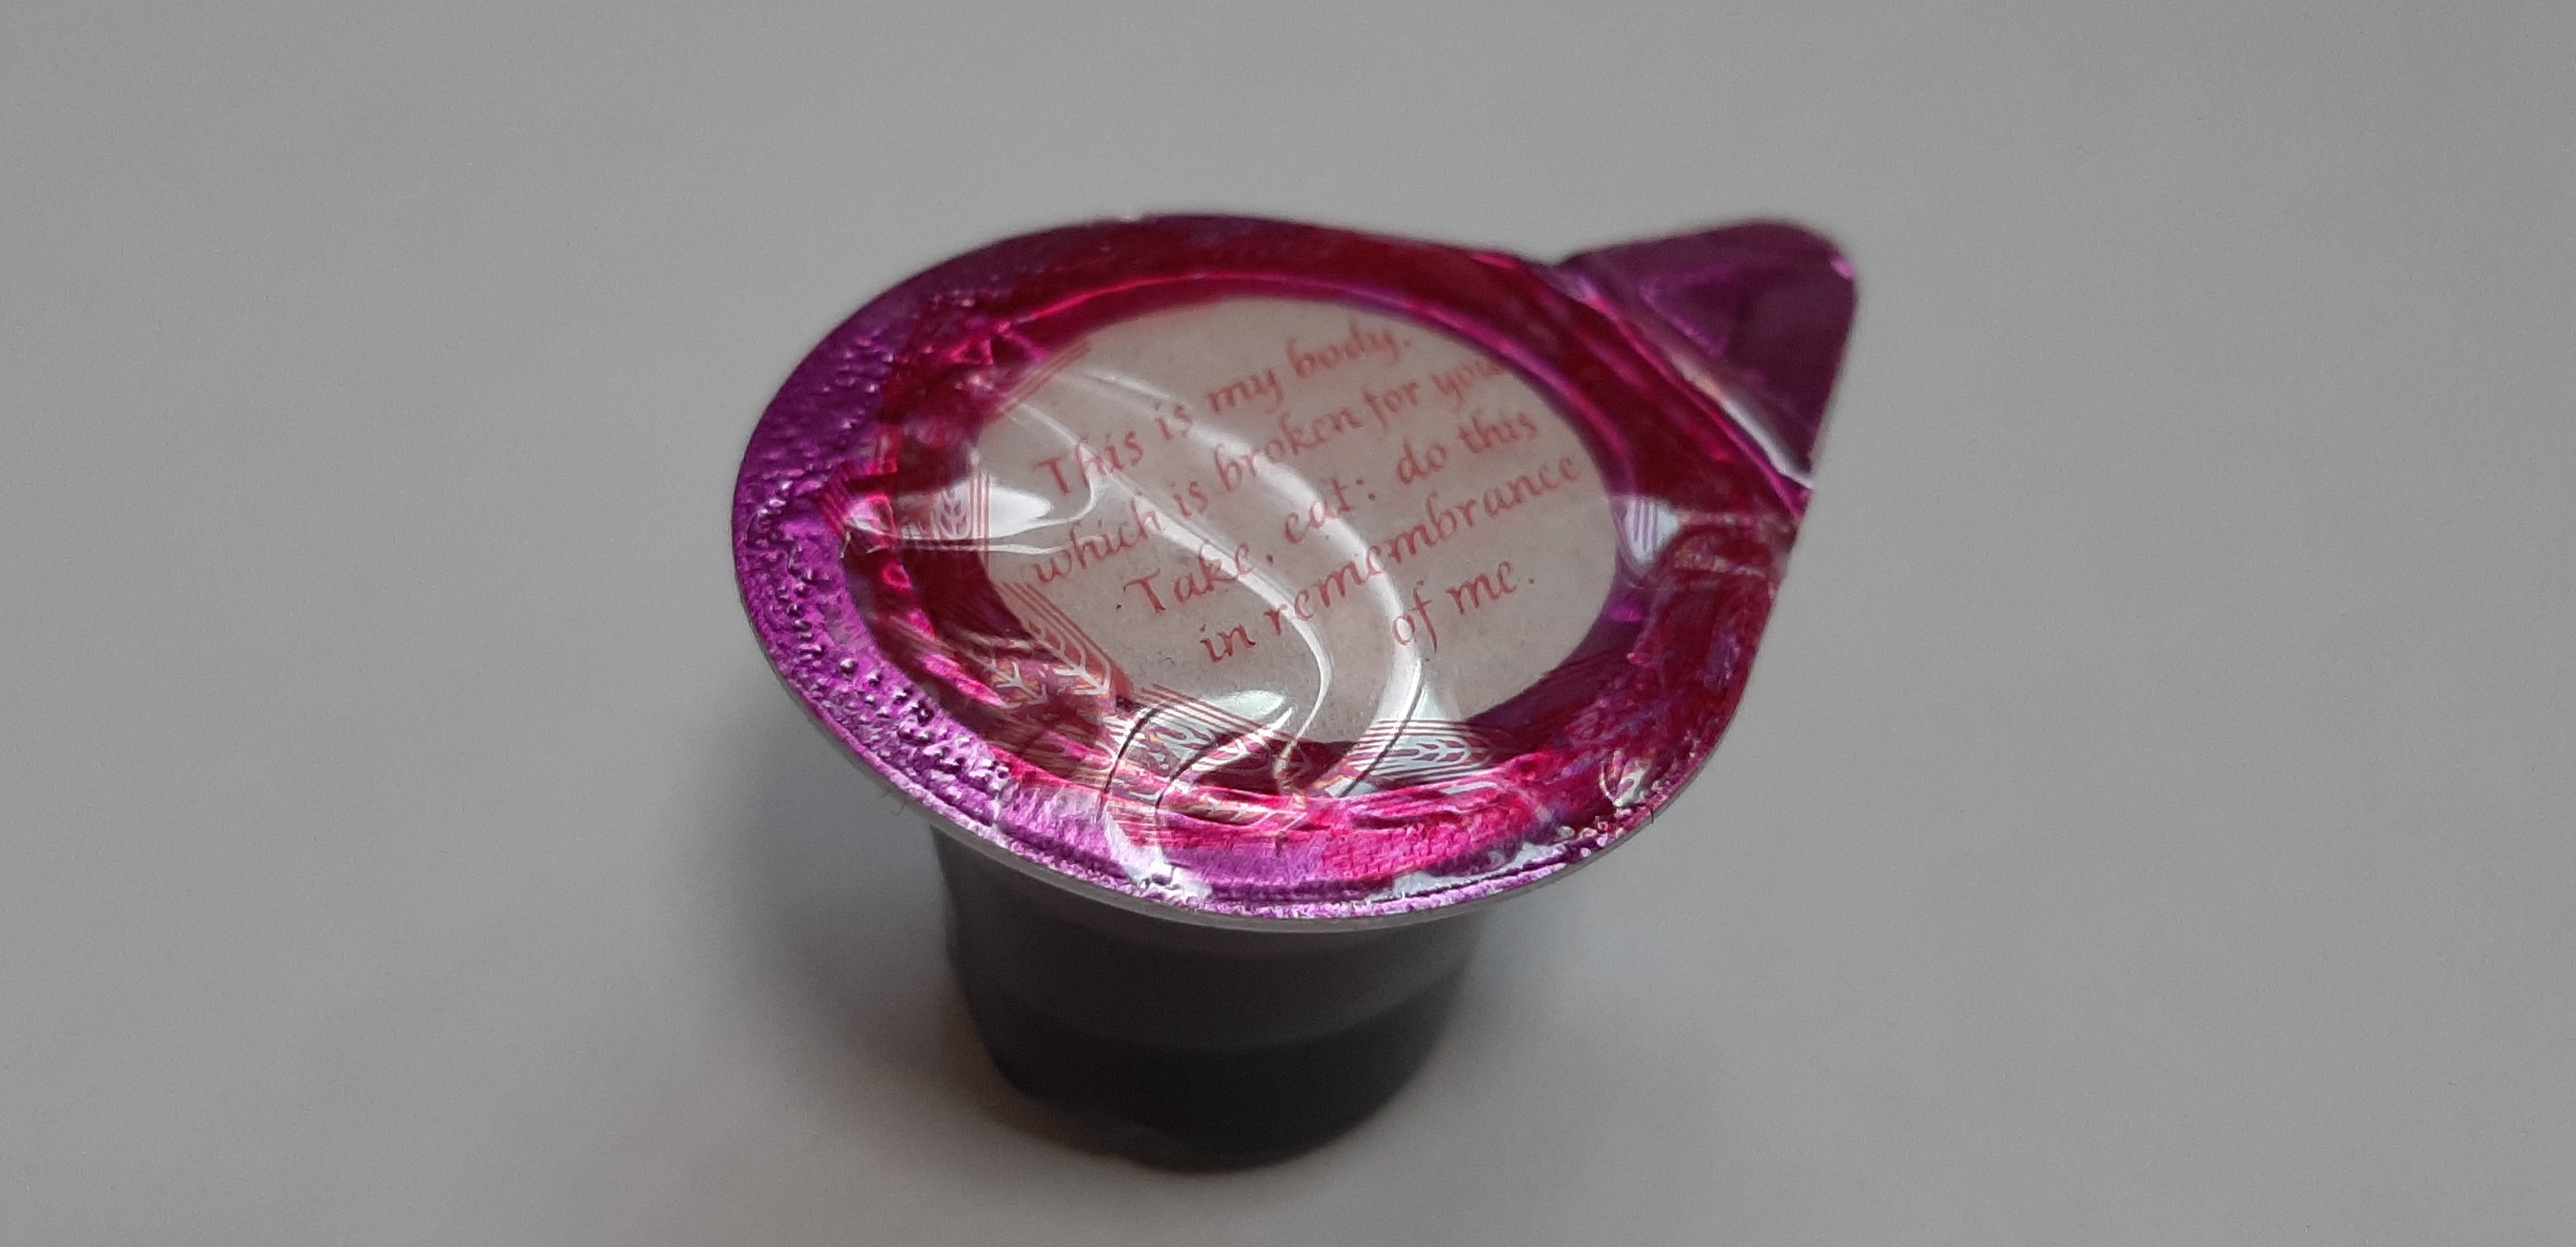 This is my body.
which is broken for you
Take, eat: do this
in remembrance
of me.